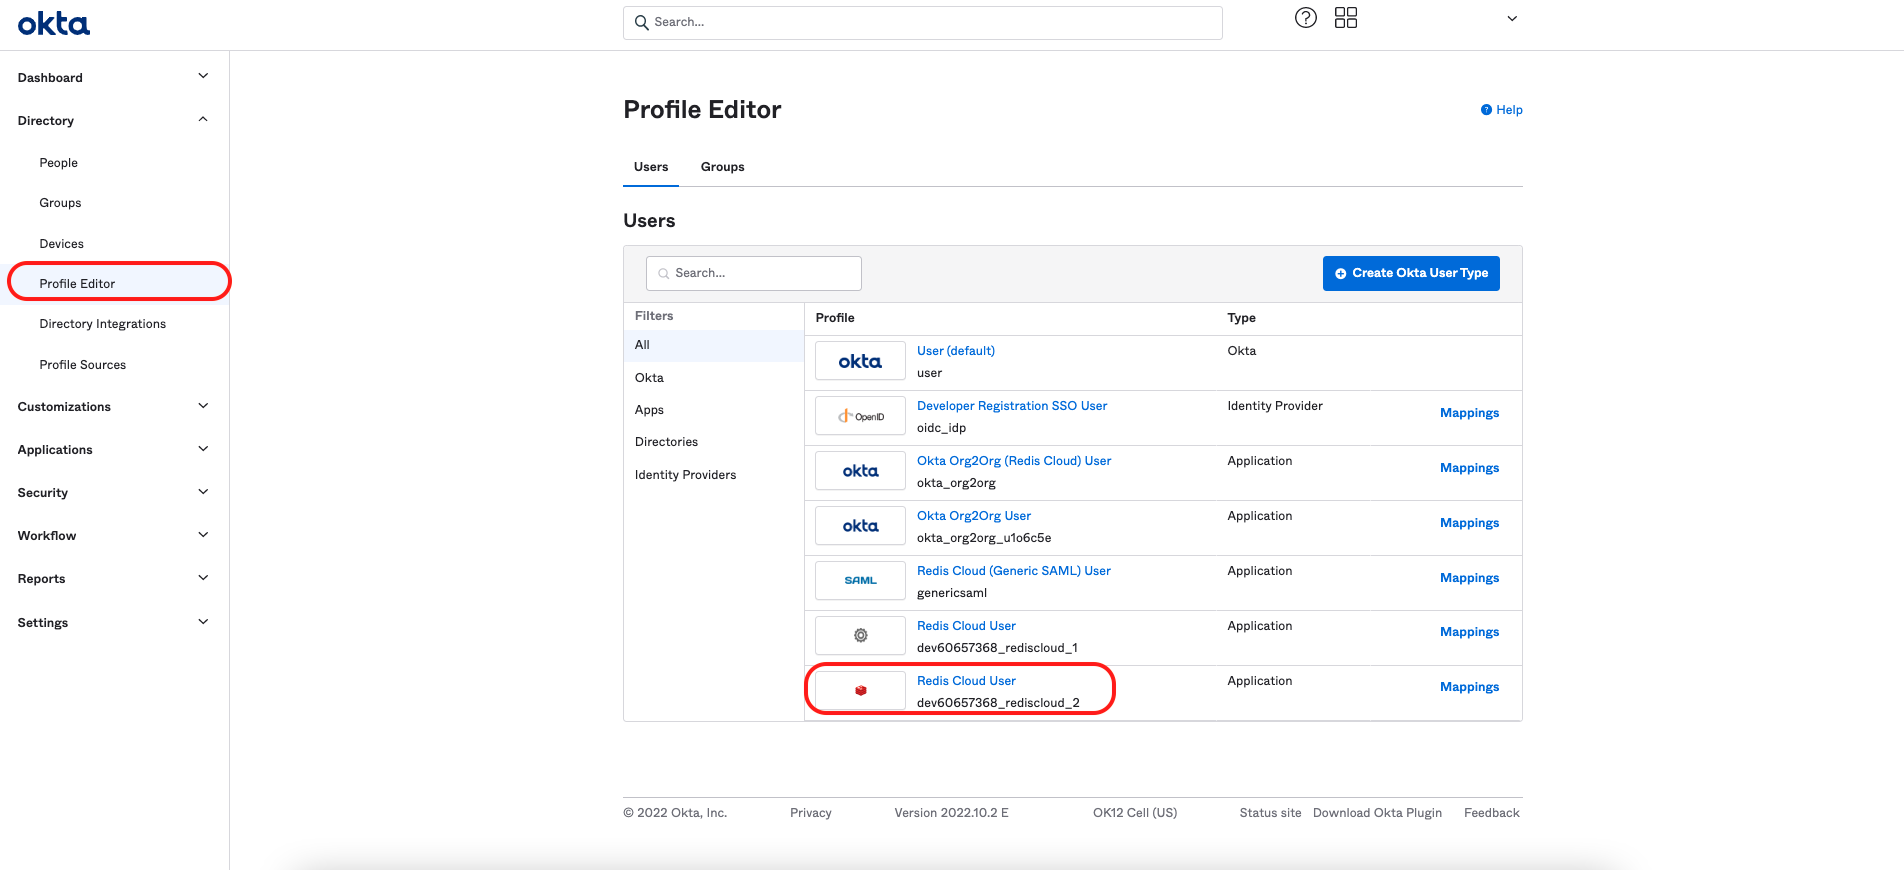 okta
Search...
Dashboard
Directory
People
Groups
Devices
Profile Editor
Directory Integrations
Profile Sources
Customizations
Applications
Security
Workflow
Reports
Settings
Profile Editor
Help
Users Groups
Users
Search...
Create Okta User Type
Filters
All
Okta
Apps
Directories
Identity Providers
Profile Type
okta User (default) Okta
user
OpenID Developer Registration SSO User Identity Provider Mappings
oidc_idp
okta Okta Org2Org (Redis Cloud) User Application Mappings
okta_org2org
okta Okta Org2Org User Application Mappings
okta_org2org_u1o6c5e
SAML Redis Cloud (Generic SAML) User Application Mappings
genericsaml
Redis Cloud User Application Mappings
dev60657368_rediscloud_1
Redis Cloud User Application Mappings
dev60657368_rediscloud_2
© 2022 Okta, Inc. Privacy Version 2022.10.2 E OK12 Cell (US) Status site Download Okta Plugin Feedback